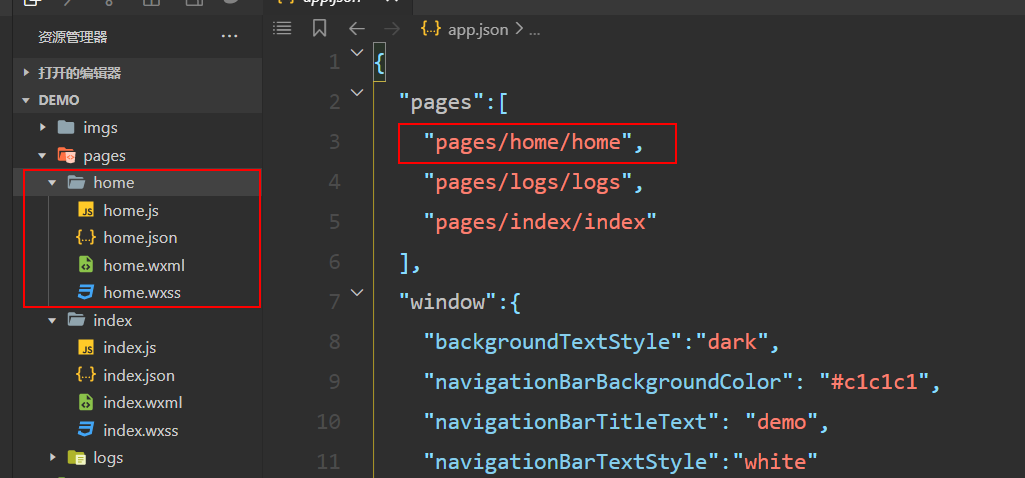 app.json
资源管理器 ...
打开的编辑器
DEMO
imgs
pages
home
home.js
home.json
home.wxml
home.wxss
index
index.js
index.json
index.wxml
index.wxss
logs
app.json > ...
1 {
2 "pages":[
3 "pages/home/home",
4 "pages/logs/logs",
5 "pages/index/index"
6 ],
7 "window":{
8 "backgroundTextStyle":"dark",
9 "navigationBarBackgroundColor": "#c1c1c1",
10 "navigationBarTitleText": "demo",
11 "navigationBarTextStyle":"white"